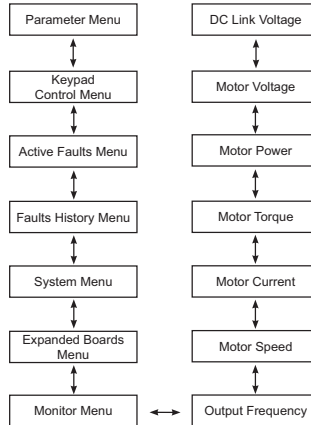 Parameter Menu
Keypad
Control Menu
Active Faults Menu
Faults History Menu
System Menu
Expanded Boards
Menu
Monitor Menu
DC Link Voltage
Motor Voltage
Motor Power
Motor Torque
Motor Current
Motor Speed
Output Frequency